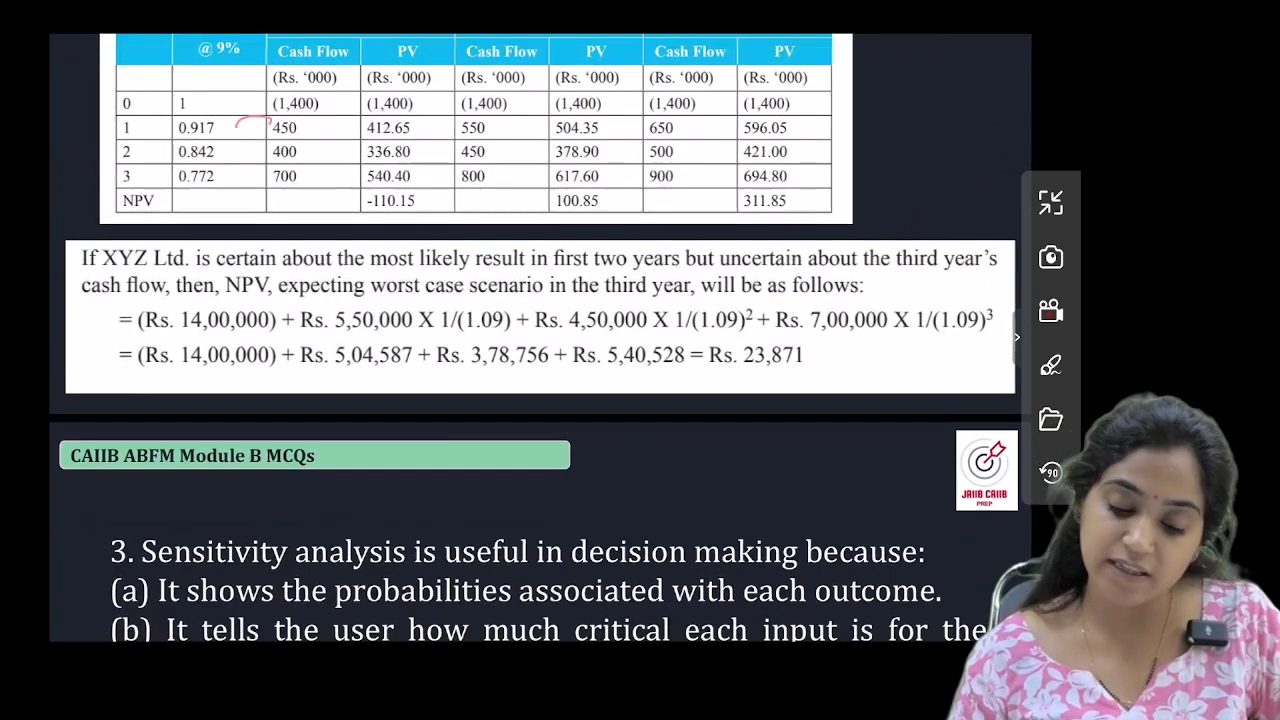 @ 9% Cash Flow PV Cash Flow PV Cash Flow PV
(Rs. ‘000) (Rs. ‘000) (Rs. ‘000) (Rs. ‘000) (Rs. ‘000) (Rs. ‘000)
0 1 (1,400) (1,400) (1,400) (1,400) (1,400) (1,400)
1 0.917 450 412.65 550 504.35 650 596.05
2 0.842 400 336.80 450 378.90 500 421.00
3 0.772 700 540.40 800 617.60 900 694.80
NPV -110.15 100.85 311.85
If XYZ Ltd. is certain about the most likely result in first two years but uncertain about the third year’s
cash flow, then, NPV, expecting worst case scenario in the third year, will be as follows:
= (Rs. 14,00,000) + Rs. 5,50,000 X 1/(1.09) + Rs. 4,50,000 X 1/(1.09)² + Rs. 7,00,000 X 1/(1.09)³
= (Rs. 14,00,000) + Rs. 5,04,587 + Rs. 3,78,756 + Rs. 5,40,528 = Rs. 23,871
CAIIB ABFM Module B MCQs
JAIIB CAIIB
PREP
3. Sensitivity analysis is useful in decision making because:
(a) It shows the probabilities associated with each outcome.
(b) It tells the user how much critical each input is for the
90